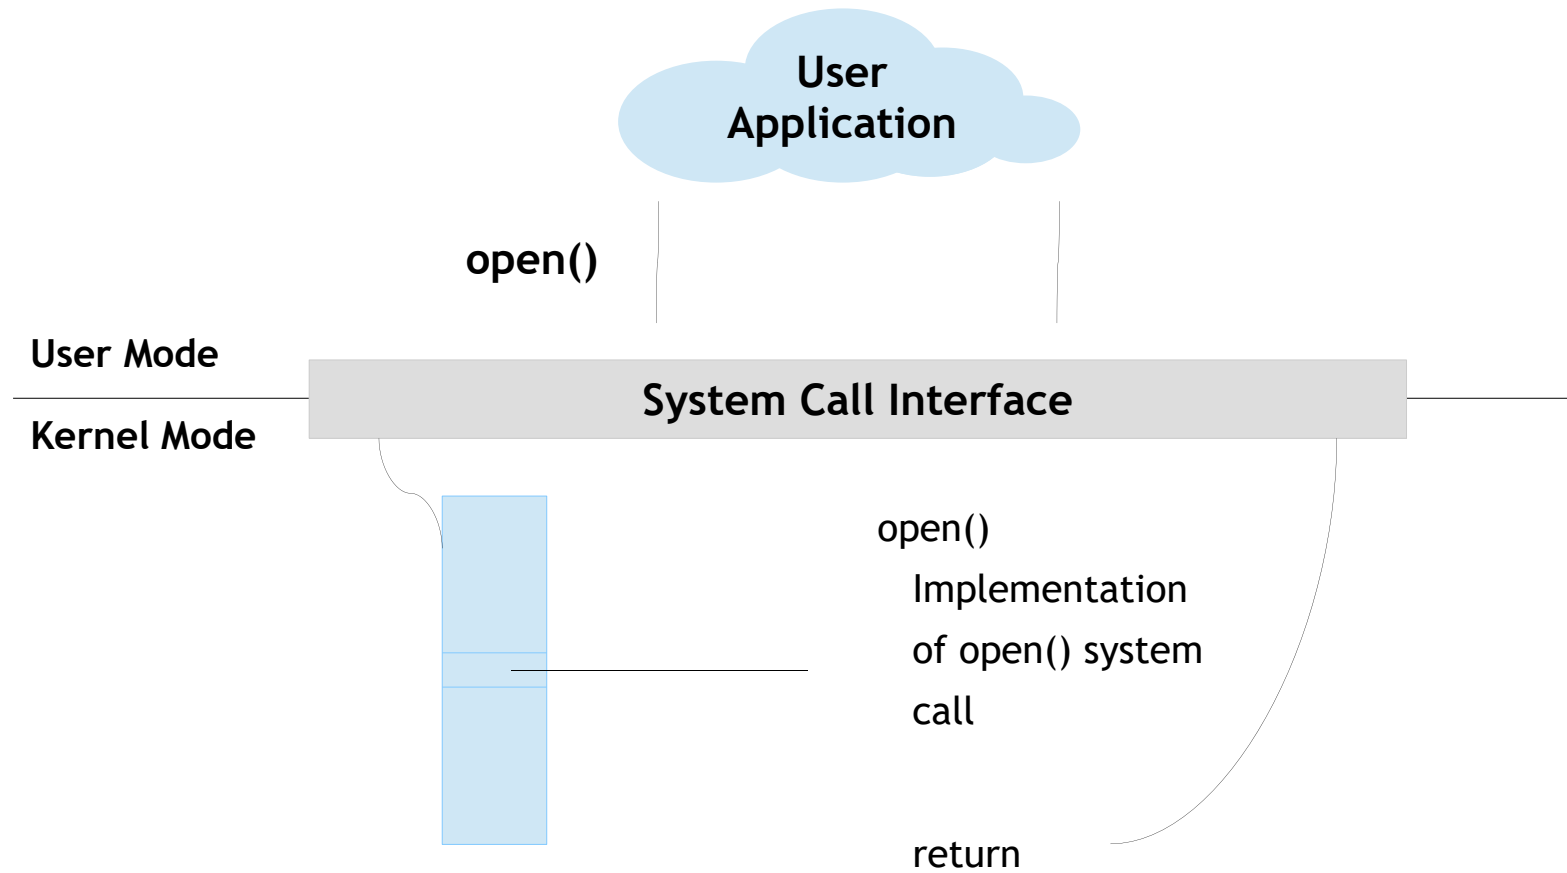 User
Application
open()
User Mode
System Call Interface
Kernel Mode
open()
Implementation
of open() system
call
return